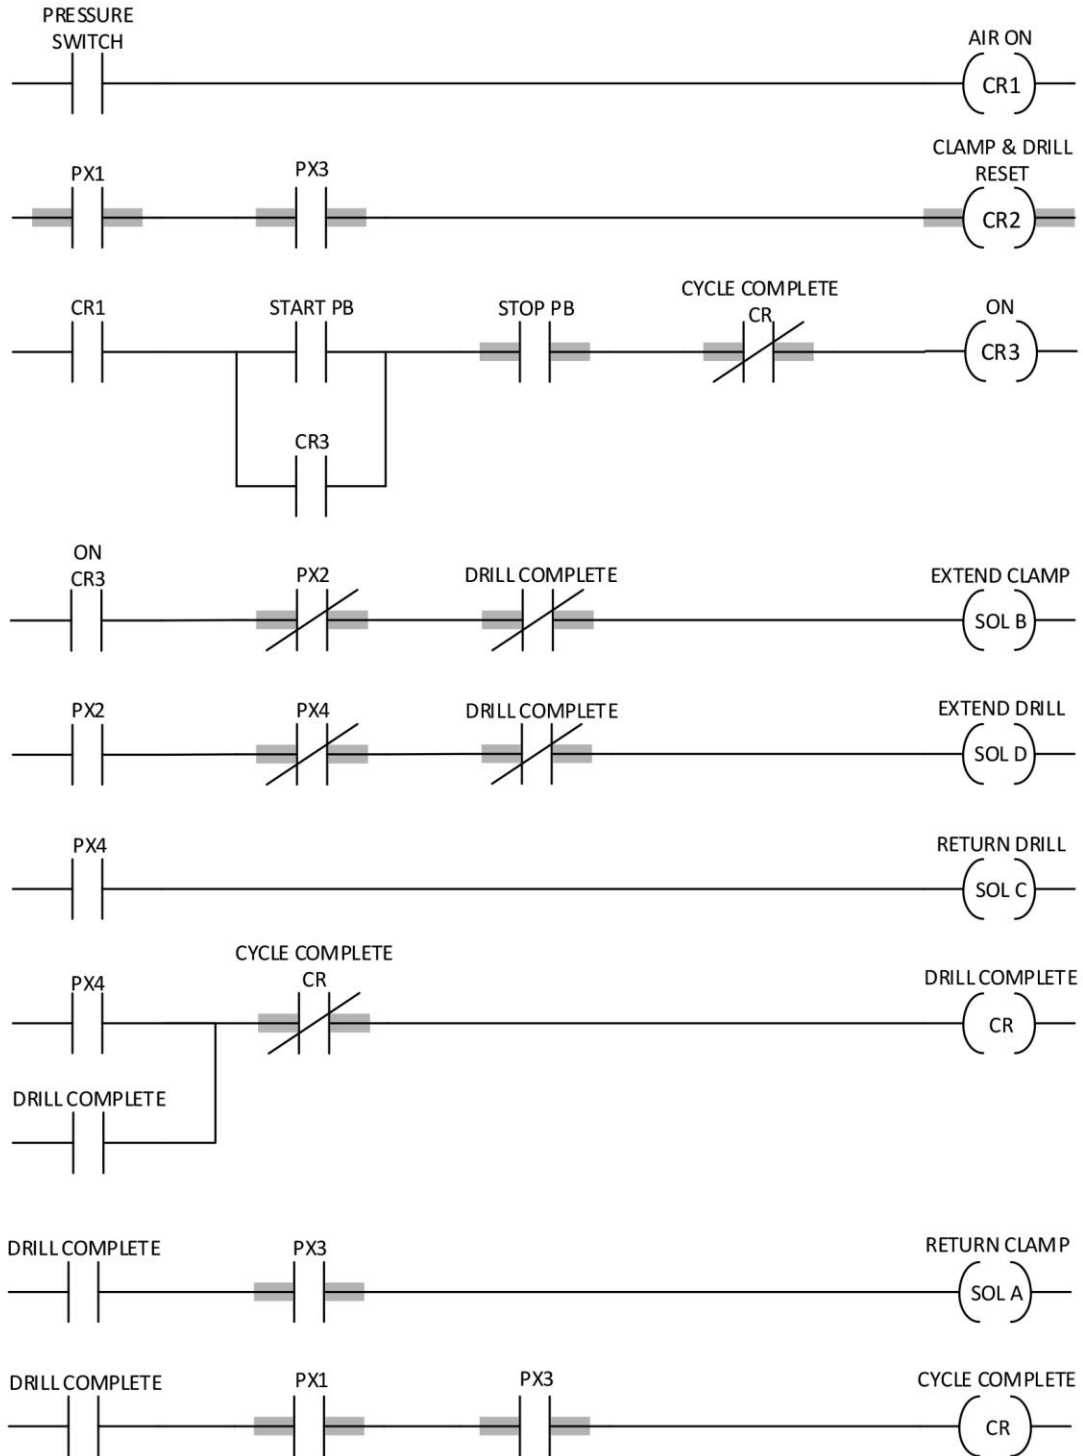 PRESSURE
SWITCH
AIR ON
CR1
CLAMP & DRILL
RESET
PX1
PX3
CR2
CR1
START PB
STOP PB
CYCLE COMPLETE
CR
ON
CR3
CR3
ON
CR3
PX2
DRILL COMPLETE
EXTEND CLAMP
SOL B
PX2
PX4
DRILL COMPLETE
EXTEND DRILL
SOL D
PX4
RETURN DRILL
SOL C
PX4
CYCLE COMPLETE
CR
DRILL COMPLETE
CR
DRILL COMPLETE
DRILL COMPLETE
PX3
RETURN CLAMP
SOL A
DRILL COMPLETE
PX1
PX3
CYCLE COMPLETE
CR